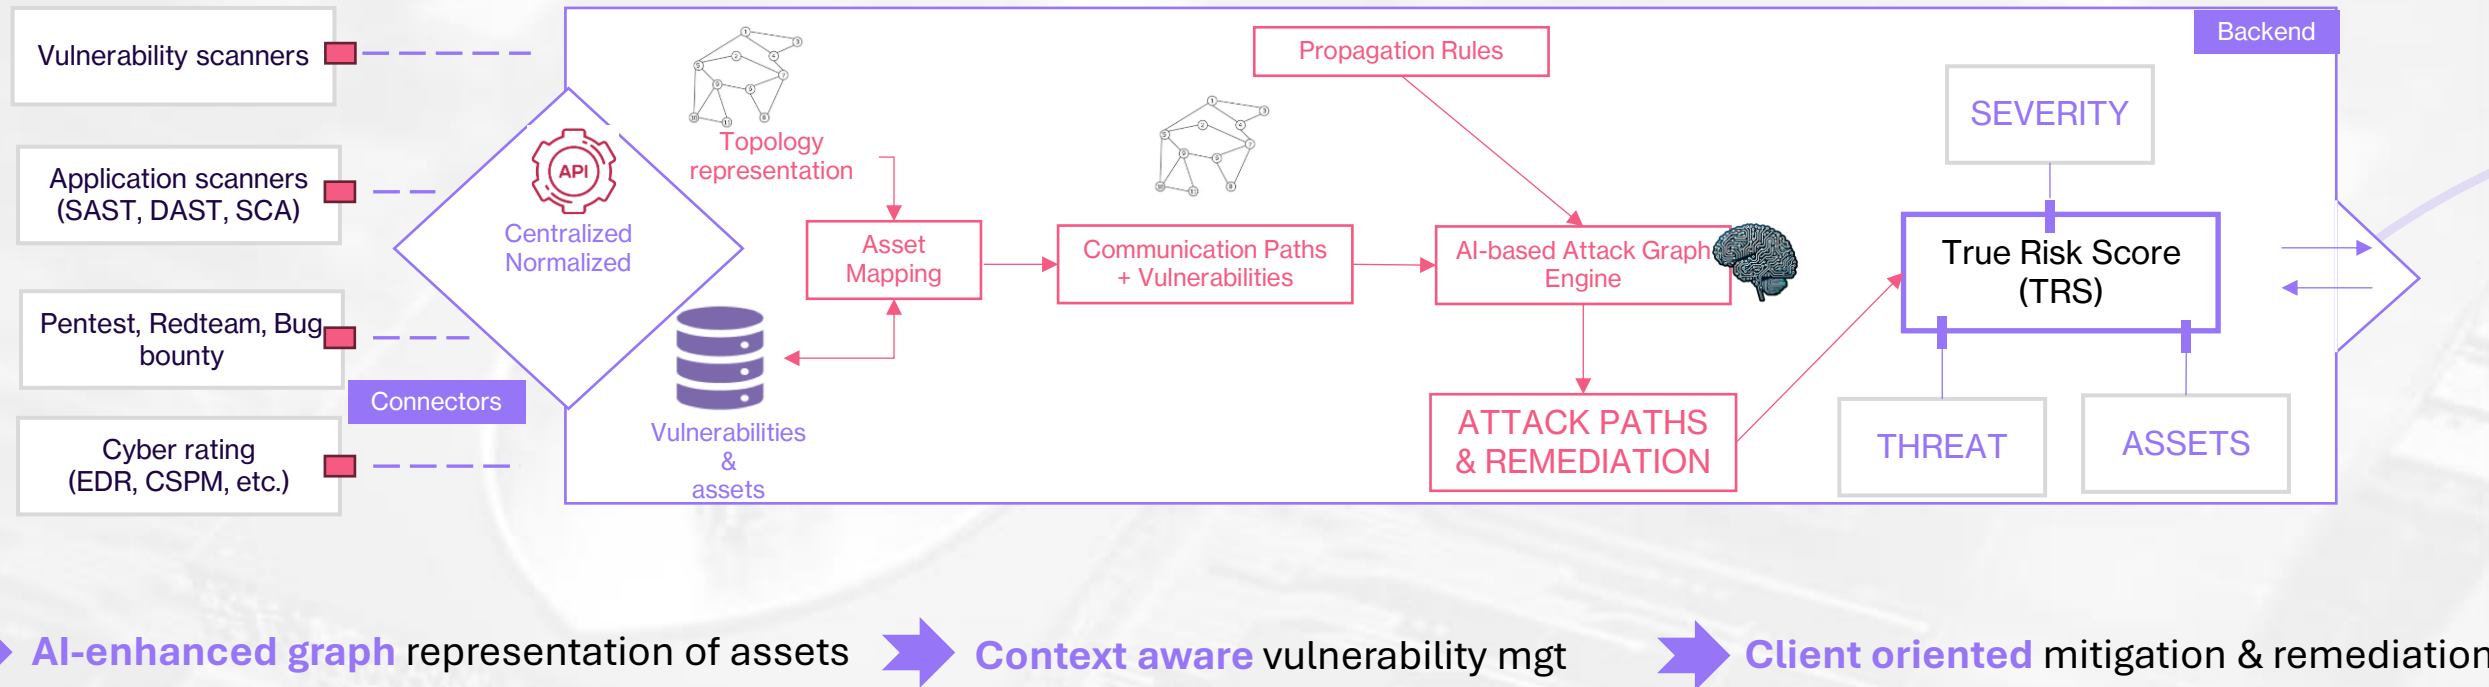 Vulnerability scanners
Application scanners
(SAST, DAST, SCA)
Pentest, Redteam, Bug
bounty
Cyber rating
(EDR, CSPM, etc.)
Connectors
API
Centralized
Normalized
Topology
representation
Vulnerabilities
&
assets
Asset
Mapping
Communication Paths
+ Vulnerabilities
Propagation Rules
AI-based Attack Graph
Engine
ATTACK PATHS
& REMEDIATION
Backend
SEVERITY
True Risk Score
(TRS)
THREAT
ASSETS
AI-enhanced graph representation of assets
Context aware vulnerability mgt
Client oriented mitigation & remediation